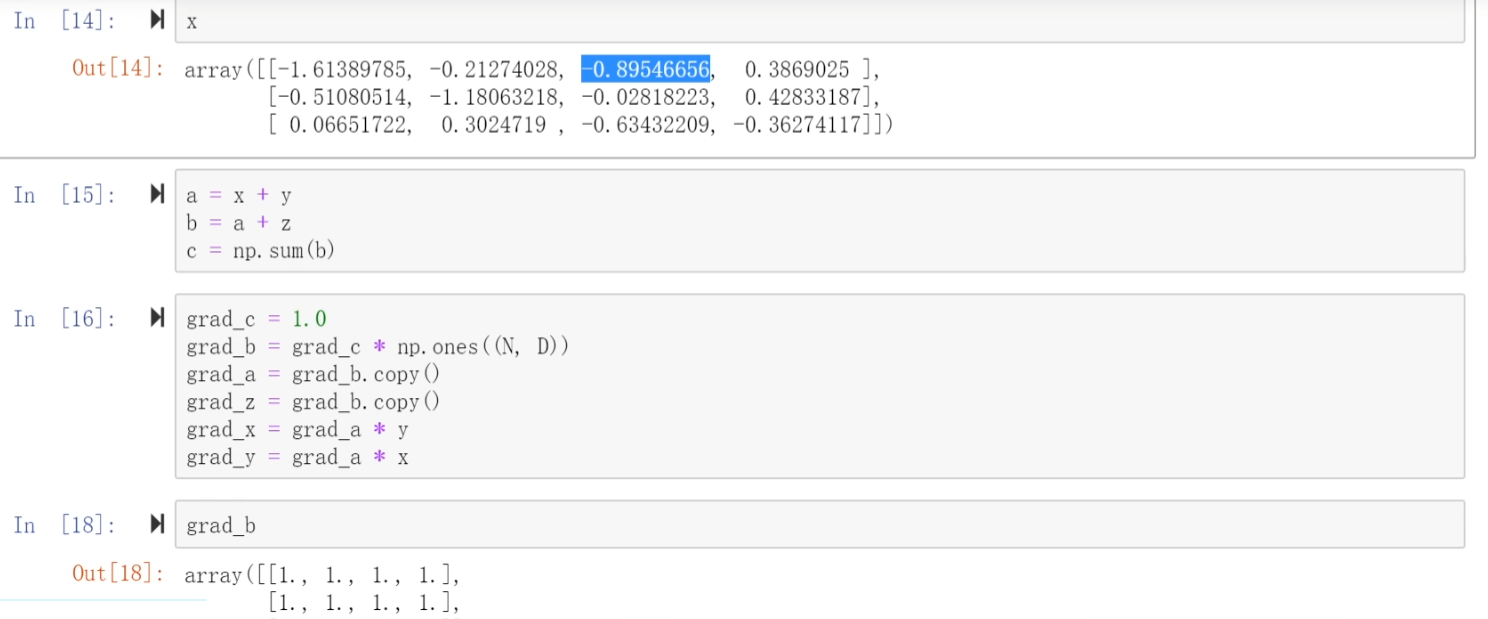 In [14]: x
Out[14]: array([[-1.61389785, -0.21274028, -0.89546656, 0.3869025 ],
[-0.51080514, -1.18063218, -0.02818223, 0.42833187],
[ 0.06651722, 0.3024719 , -0.63432209, -0.36274117]])
In [15]: a = x + y
b = a + z
c = np.sum(b)
In [16]: grad_c = 1.0
grad_b = grad_c * np.ones((N, D))
grad_a = grad_b.copy()
grad_z = grad_b.copy()
grad_x = grad_a * y
grad_y = grad_a * x
In [18]: grad_b
Out[18]: array([[1., 1., 1., 1.],
[1., 1., 1., 1.],